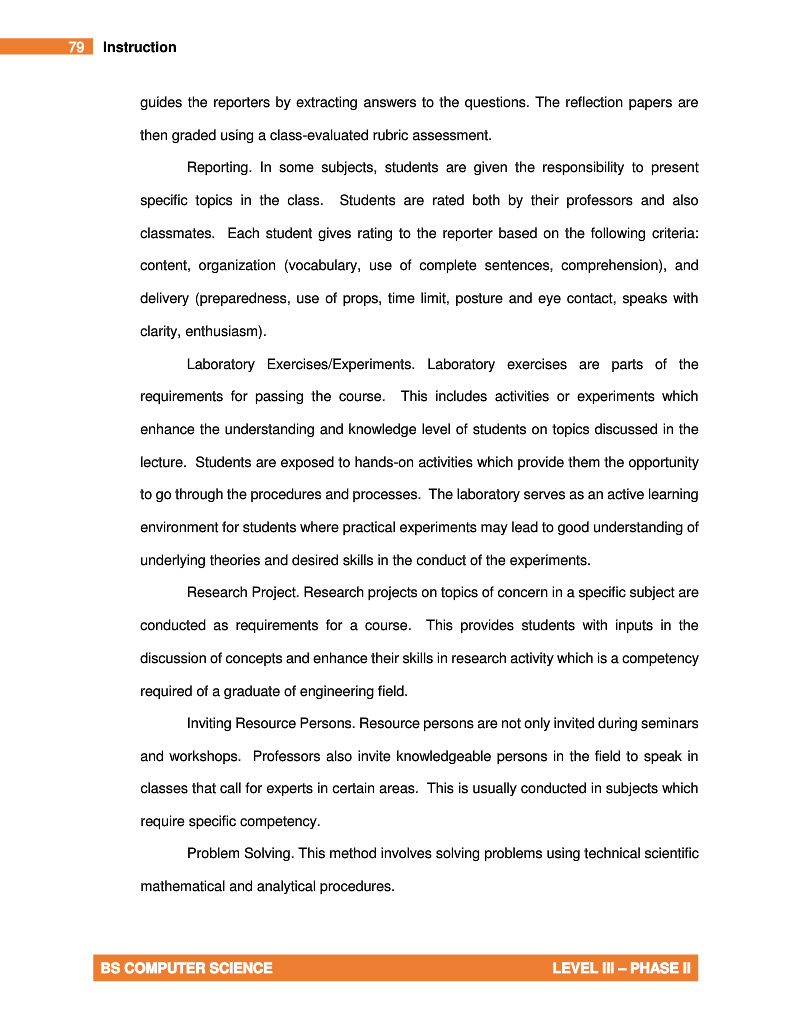 79 Instruction
guides the reporters by extracting answers to the questions. The reflection papers are
then graded using a class-evaluated rubric assessment.
Reporting. In some subjects, students are given the responsibility to present
specific topics in the class. Students are rated both by their professors and also
classmates. Each student gives rating to the reporter based on the following criteria:
content, organization (vocabulary, use of complete sentences, comprehension), and
delivery (preparedness, use of props, time limit, posture and eye contact, speaks with
clarity, enthusiasm).
Laboratory Exercises/Experiments. Laboratory exercises are parts of the
requirements for passing the course. This includes activities or experiments which
enhance the understanding and knowledge level of students on topics discussed in the
lecture. Students are exposed to hands-on activities which provide them the opportunity
to go through the procedures and processes. The laboratory serves as an active learning
environment for students where practical experiments may lead to good understanding of
underlying theories and desired skills in the conduct of the experiments.
Research Project. Research projects on topics of concern in a specific subject are
conducted as requirements for a course. This provides students with inputs in the
discussion of concepts and enhance their skills in research activity which is a competency
required of a graduate of engineering field.
Inviting Resource Persons. Resource persons are not only invited during seminars
and workshops. Professors also invite knowledgeable persons in the field to speak in
classes that call for experts in certain areas. This is usually conducted in subjects which
require specific competency.
Problem Solving. This method involves solving problems using technical scientific
mathematical and analytical procedures.
BS COMPUTER SCIENCE LEVEL III – PHASE II